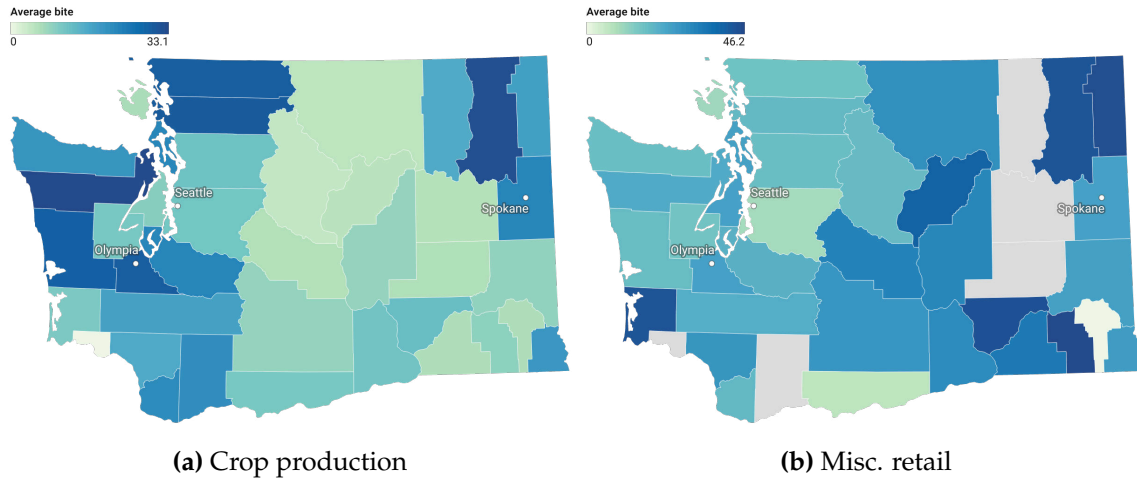 Average bite
0 33.1
Seattle
Spokane
Olympia
(a) Crop production
Average bite
0 46.2
Seattle
Spokane
Olympia
(b) Misc. retail